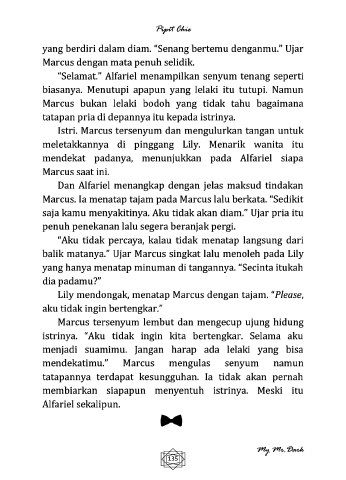 Pipit Chie
yang berdiri dalam diam. “Senang bertemu denganmu.” Ujar
Marcus dengan mata penuh selidik.
“Selamat.” Alfariel menampilkan senyum tenang seperti
biasanya. Menutupi apapun yang lelaki itu tutupi. Namun
Marcus bukan lelaki bodoh yang tidak tahu bagaimana
tatapan pria di depannya itu kepada istrinya.
Istri. Marcus tersenyum dan mengulurkan tangan untuk
meletakkannya di pinggang Lily. Menarik wanita itu
mendekat padanya, menunjukkan pada Alfariel siapa
Marcus saat ini.
Dan Alfariel menangkap dengan jelas maksud tindakan
Marcus. Ia menatap tajam pada Marcus lalu berkata. “Sedikit
saja kamu menyakitinya. Aku tidak akan diam.” Ujar pria itu
penuh penekanan lalu segera beranjak pergi.
“Aku tidak percaya, kalau tidak menatap langsung dari
balik matanya.” Ujar Marcus singkat lalu menoleh pada Lily
yang hanya menatap minuman di tangannya. “Secinta itukah
dia padamu?”
Lily mendongak, menatap Marcus dengan tajam. “Please,
aku tidak ingin bertengkar.”
Marcus tersenyum lembut dan mengecup ujung hidung
istrinya. “Aku tidak ingin kita bertengkar. Selama aku
menjadi suamimu. Jangan harap ada lelaki yang bisa
mendekatimu.” Marcus mengulas senyum namun
tatapannya terdapat kesungguhan. Ia tidak akan pernah
membiarkan siapapun menyentuh istrinya. Meski itu
Alfariel sekalipun.
135
My Mr. Dark